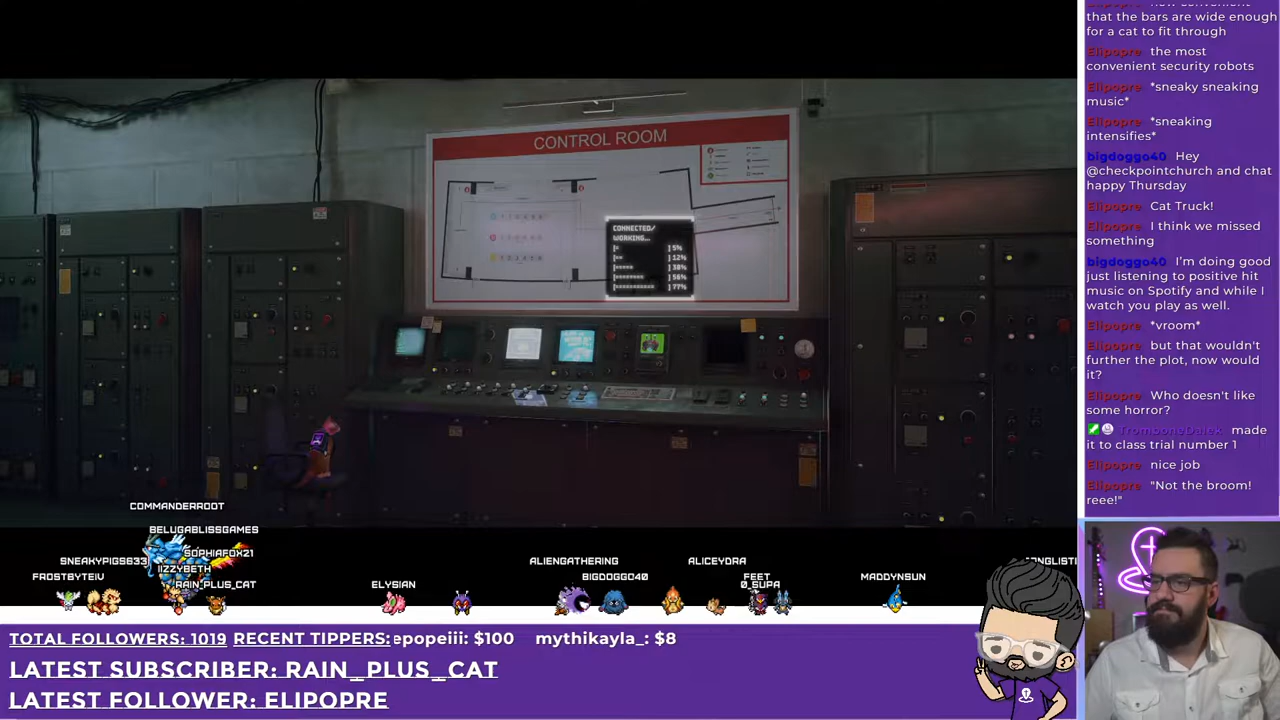 CONTROL ROOM
CONNECTED/
WORKING...
5%
12%
38%
56%
77%
that the bars are wide enough
for a cat to fit through
Elipopre the most
convenient security robots
Elipopre *sneaky sneaking
music*
Elipopre *sneaking
intensifies*
bigdoggo40 Hey
@checkpointchurch and chat
happy Thursday
Elipopre Cat Truck!
Elipopre I think we missed
something
bigdoggo40 I'm doing good
just listening to positive hit
music on Spotify and while I
watch you play as well.
Elipopre *vroom*
Elipopre but that wouldn't
further the plot, now would
it?
Elipopre Who doesn't like
some horror?
TromboneDalek made
it to class trial number 1
Elipopre nice job
Elipopre "Not the broom!
reee!"
COMMANDERROOT
BELUGABLISSGAMES
SNEAKYPIGS633
SOPHIAFOX21
IIZZYBETH
FROSTBYTEIV
RAIN_PLUS_CAT
ELYSIAN
ALIENGATHERING
BIGDOGGO40
ALICEYDRA
FEET
0_SUPA
MADDYNSUN
TOTAL FOLLOWERS: 1019 RECENT TIPPERS: epopeiii: $100 mythikayla_: $8
LATEST SUBSCRIBER: RAIN_PLUS_CAT
LATEST FOLLOWER: ELIPOPRE